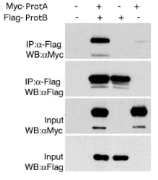 Myc-ProtA - + - +
Flag-ProtB - + + -
IP:α-Flag
WB:αMyc
IP:α-Flag
WB:αFlag
Input
WB:αMyc
Input
WB:αFlag